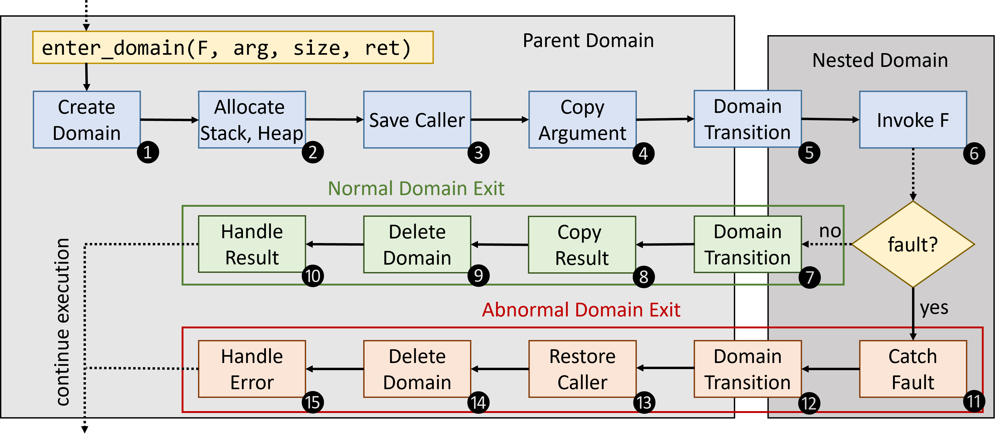 Parent Domain
Nested Domain
enter_domain(F, arg, size, ret)
Create
Domain
1
Allocate
Stack, Heap
2
Save Caller
3
Copy
Argument
4
Domain
Transition
5
Invoke F
6
Normal Domain Exit
fault?
no
yes
Domain
Transition
7
Copy
Result
8
Delete
Domain
9
Handle
Result
10
Abnormal Domain Exit
Catch
Fault
11
Domain
Transition
12
Restore
Caller
13
Delete
Domain
14
Handle
Error
15
continue execution